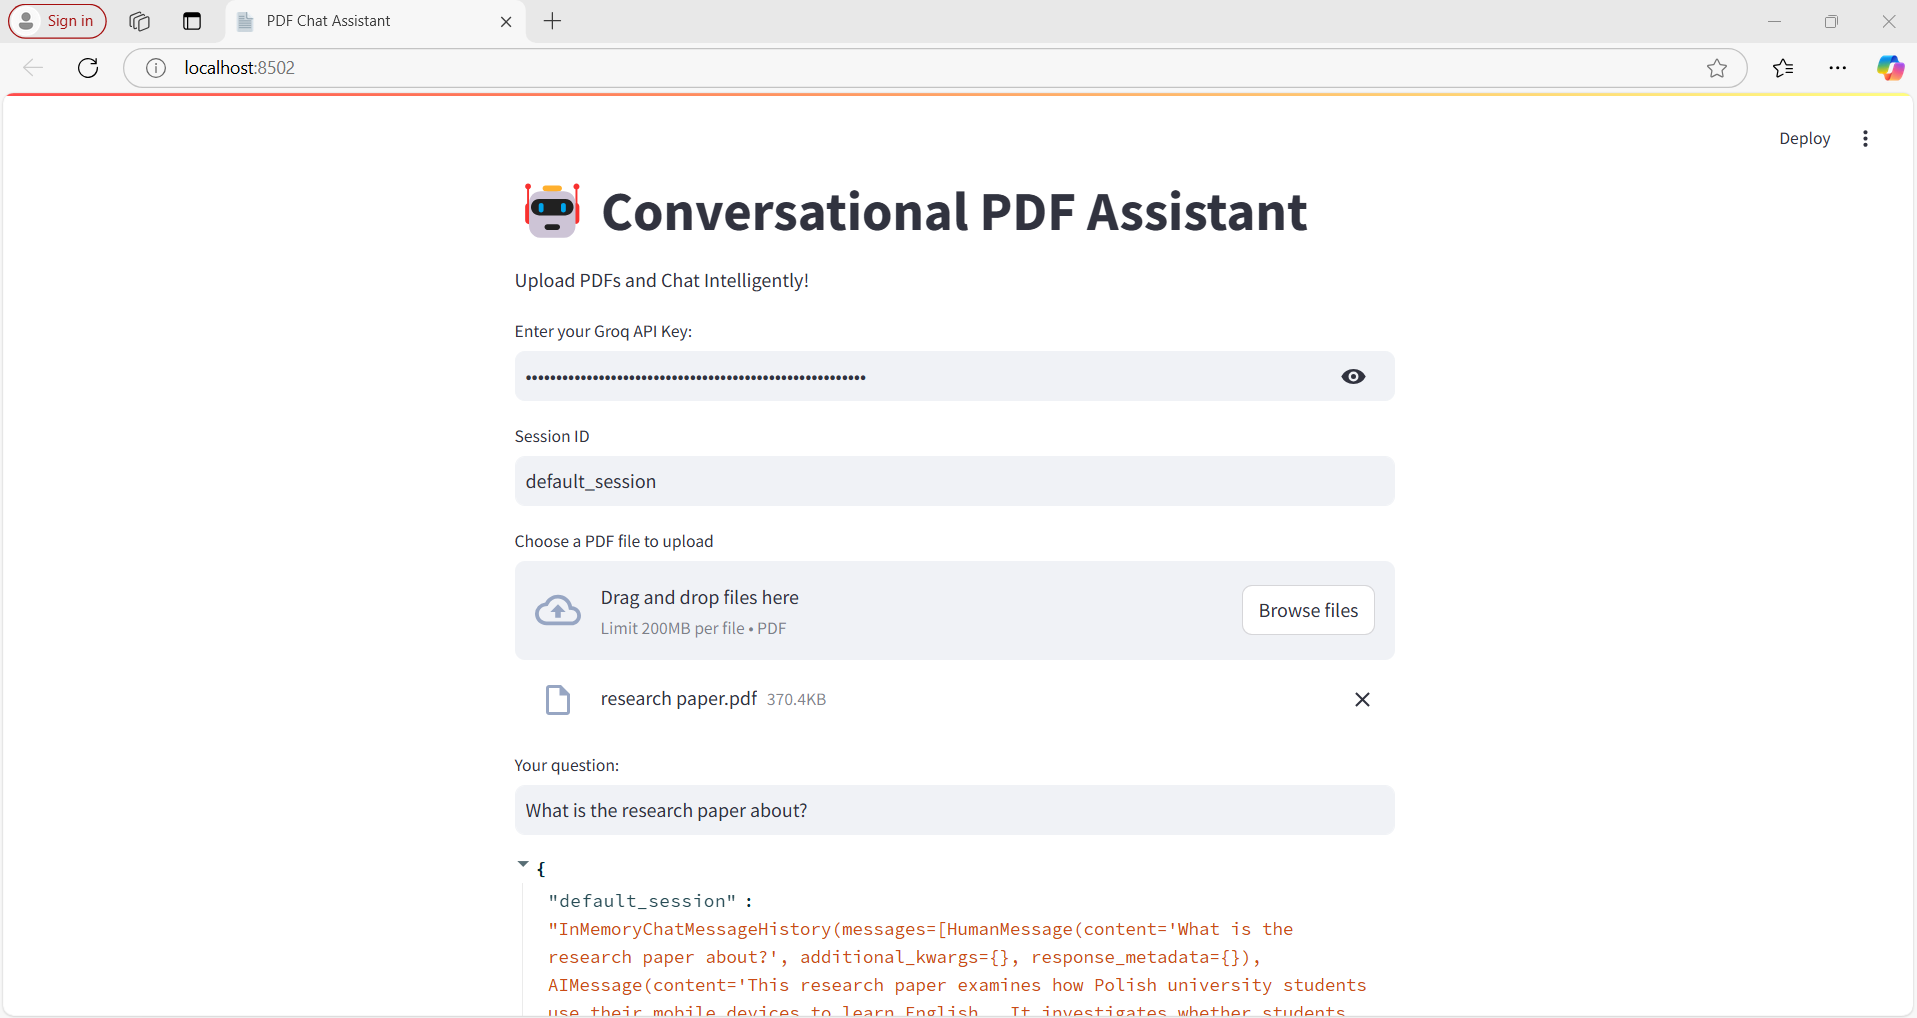 Sign in
PDF Chat Assistant
localhost:8502
Deploy
Conversational PDF Assistant
Upload PDFs and Chat Intelligently!
Enter your Groq API Key:
••••••••••••••••••••••••••••••••••••••••••••••••••••••••
Session ID
default_session
Choose a PDF file to upload
Drag and drop files here
Limit 200MB per file • PDF
Browse files
research paper.pdf 370.4KB
Your question:
What is the research paper about?
{
"default_session" :
"InMemoryChatMessageHistory(messages=[HumanMessage(content='What is the
research paper about?', additional_kwargs={}, response_metadata={}),
AIMessage(content='This research paper examines how Polish university students
use their mobile devices to learn English. It investigates whether students